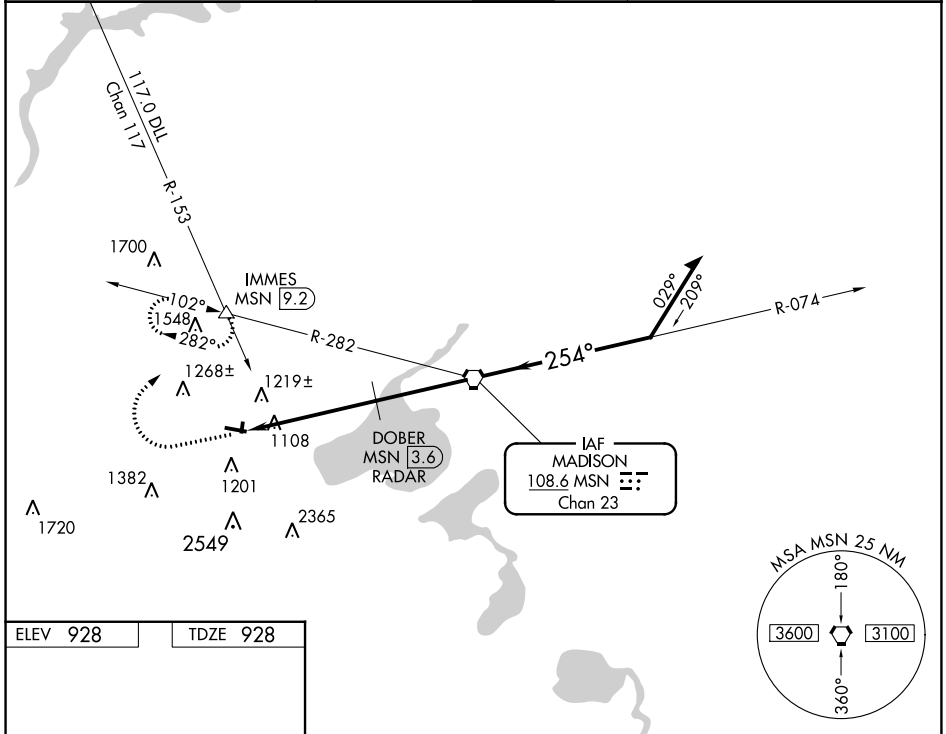 117.0 DLL
Chan 117
R-153
1700
IMMES
MSN 9.2
102°
1548
282°
R-282
029°
209°
R-074
254°
1268±
1219±
1108
DOBER
MSN 3.6
RADAR
IAF
MADISON
108.6 MSN
Chan 23
1382
1201
1720
2549
2365
MSA MSN 25 NM
180°
3600
3100
360°
ELEV 928
TDZE 928